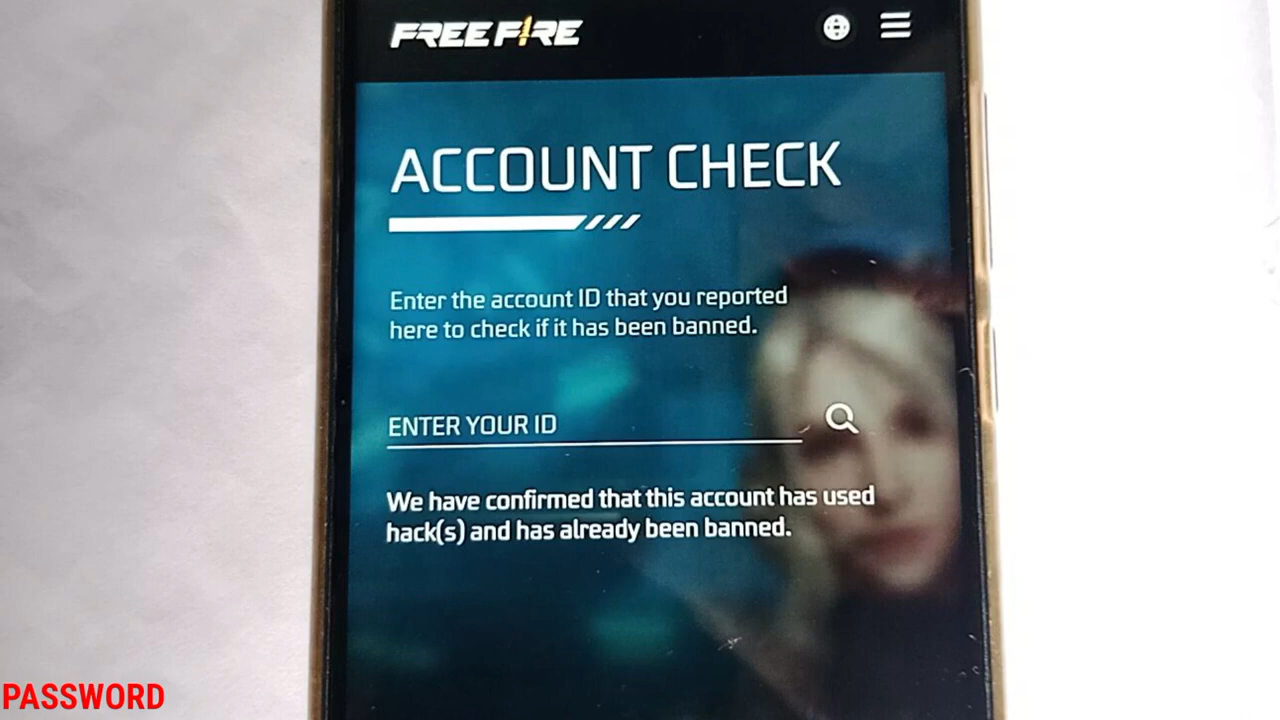 FREE FIRE
ACCOUNT CHECK
Enter the account ID that you reported
here to check if it has been banned.
ENTER YOUR ID
We have confirmed that this account has used
hack(s) and has already been banned.
PASSWORD